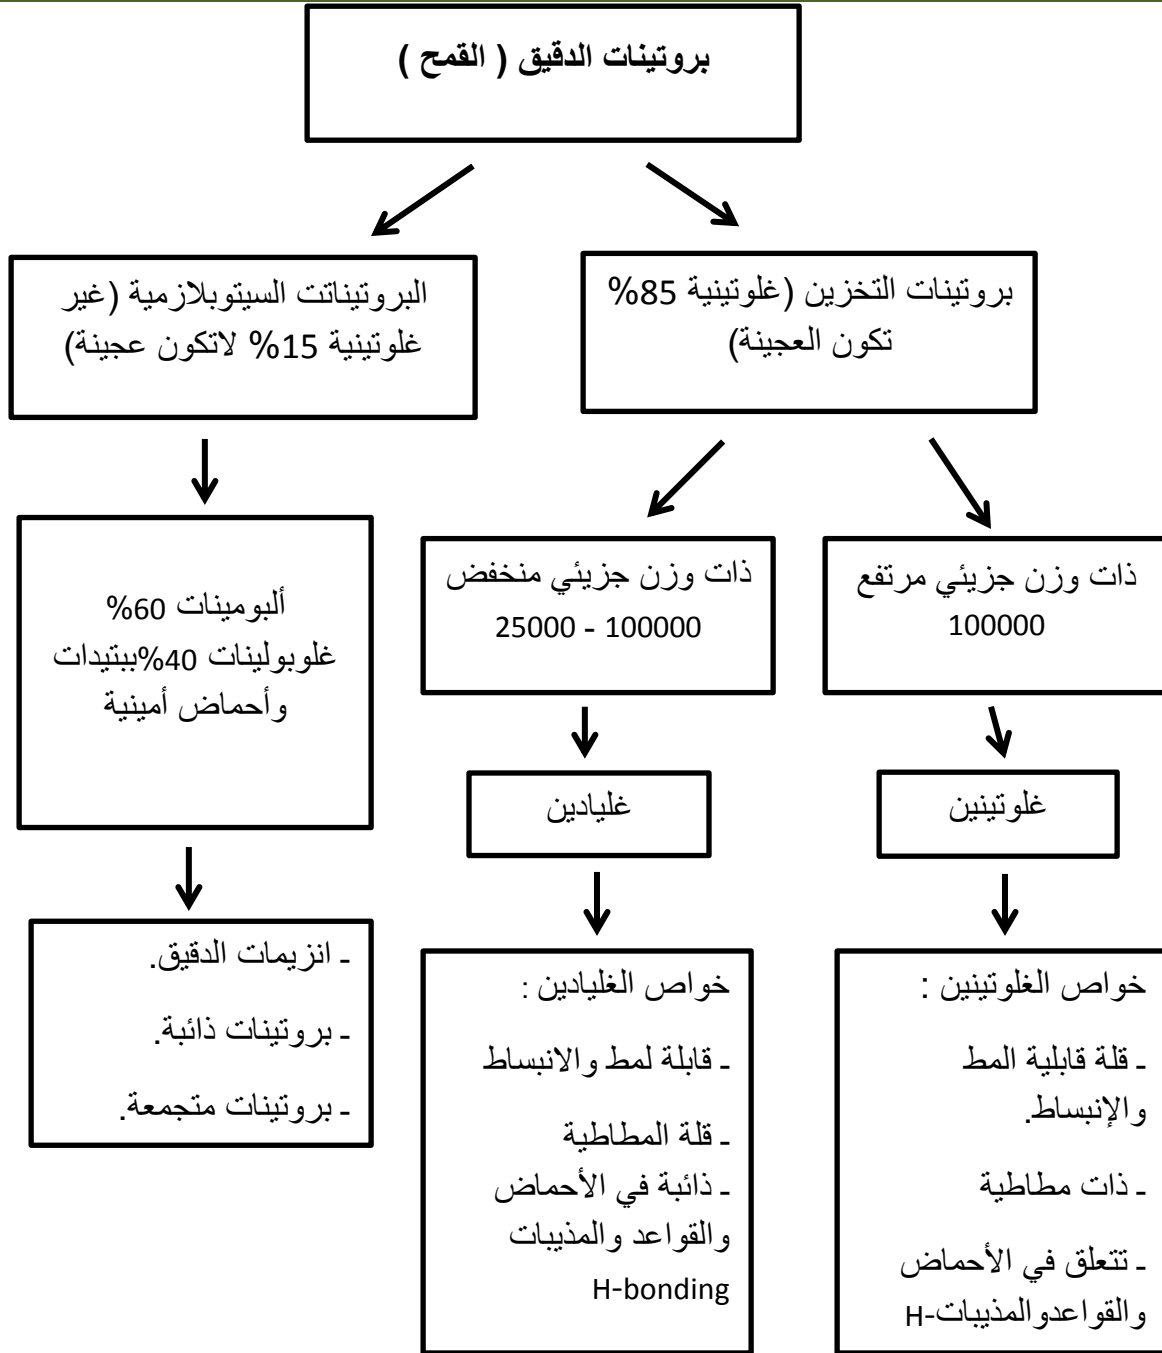 بروتينات الدقيق ( القمح )
بروتينات التخزين (غلوتينية 85%
تكون العجينة)
البروتيناتت السيتوبلازمية (غير
غلوتينية 15% لاتكون عجينة)
ذات وزن جزيئي مرتفع
100000
ذات وزن جزيئي منخفض
25000 - 100000
ألبومينات 60%
غلوبولينات 40%ببتيدات
وأحماض أمينية
غلوتينين
غليادين
خواص الغلوتينين :
- قلة قابلية المط
والإنبساط.
- ذات مطاطية
- تتعلق في الأحماض
والقواعدوالمذيبات-H
خواص الغليادين :
- قابلة لمط والانبساط
- قلة المطاطية
- ذائبة في الأحماض
والقواعد والمذيبات
H-bonding
- انزيمات الدقيق.
- بروتينات ذائبة.
- بروتينات متجمعة.